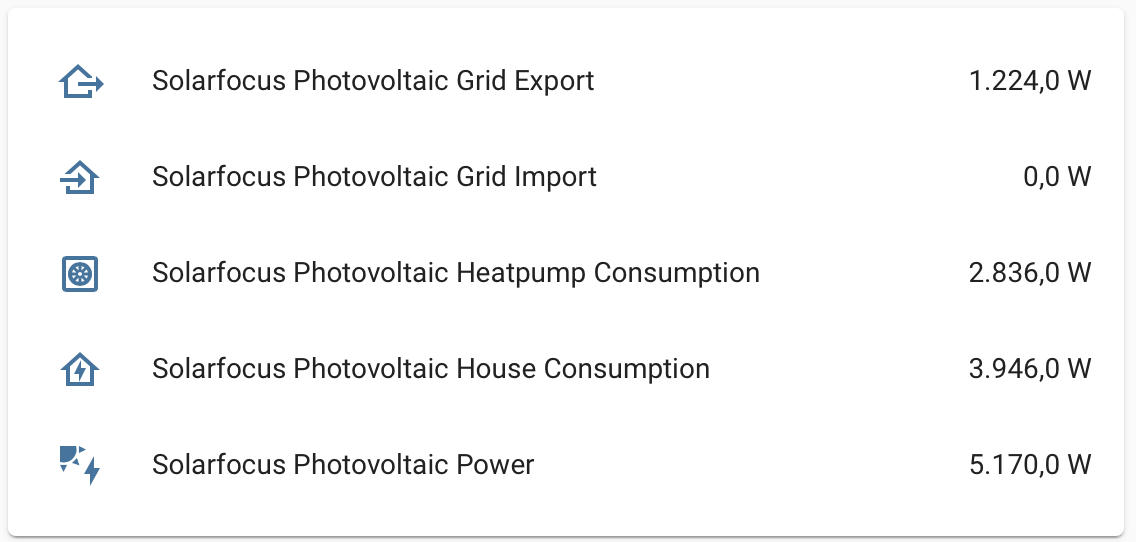 Solarfocus Photovoltaic Grid Export 1.224,0 W
Solarfocus Photovoltaic Grid Import 0,0 W
Solarfocus Photovoltaic Heatpump Consumption 2.836,0 W
Solarfocus Photovoltaic House Consumption 3.946,0 W
Solarfocus Photovoltaic Power 5.170,0 W